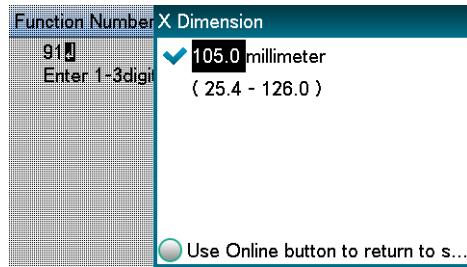 Function Number
91
Enter 1-3digi
X Dimension
105.0 millimeter
( 25.4 - 126.0 )
Use Online button to return to s...